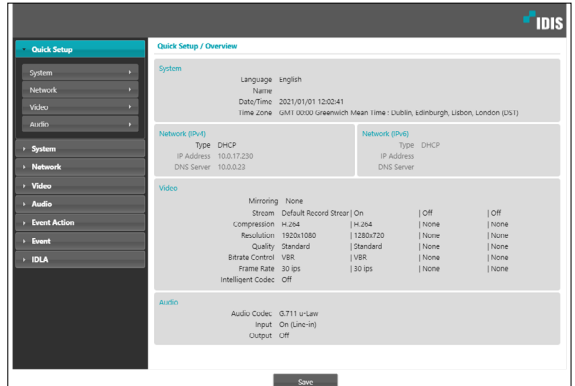 IDIS
Quick Setup
System
Network
Video
Audio
System
Network
Video
Audio
Event Action
Event
IDLA
Quick Setup / Overview
System
Language English
Name
Date/Time 2021/01/01 12:02:41
Time Zone GMT 00:00 Greenwich Mean Time : Dublin, Edinburgh, Lisbon, London (DST)
Network (IPv4)
Type DHCP
IP Address 10.0.17.230
DNS Server 10.0.0.23
Network (IPv6)
Type DHCP
IP Address
DNS Server
Video
Mirroring None
Stream Default Record Strear | On | Off | Off
Compression H.264 | H.264 | None | None
Resolution 1920x1080 | 1280x720 | None | None
Quality Standard | Standard | None | None
Bitrate Control VBR | VBR | None | None
Frame Rate 30 ips | 30 ips | None | None
Intelligent Codec Off
Audio
Audio Codec G.711 u-Law
Input On (Line-in)
Output Off
Save